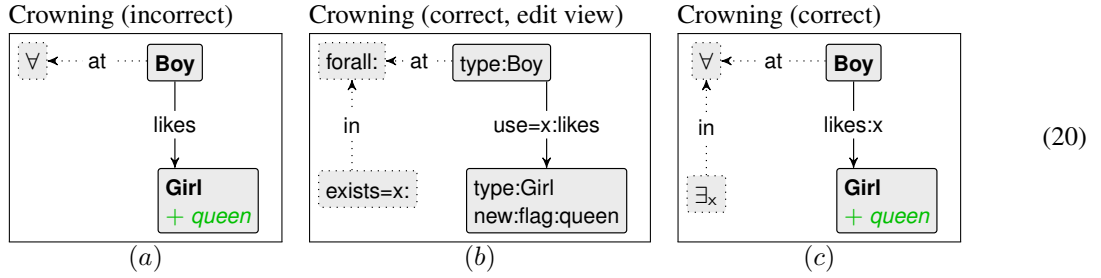 Crowning (incorrect)
∀
at
Boy
likes
Girl
+ queen
(a)
Crowning (correct, edit view)
forall:
at
type:Boy
in
use=x:likes
exists=x:
type:Girl
new:flag:queen
(b)
Crowning (correct)
∀
at
Boy
in
likes:x
∃x
Girl
+ queen
(c)
(20)